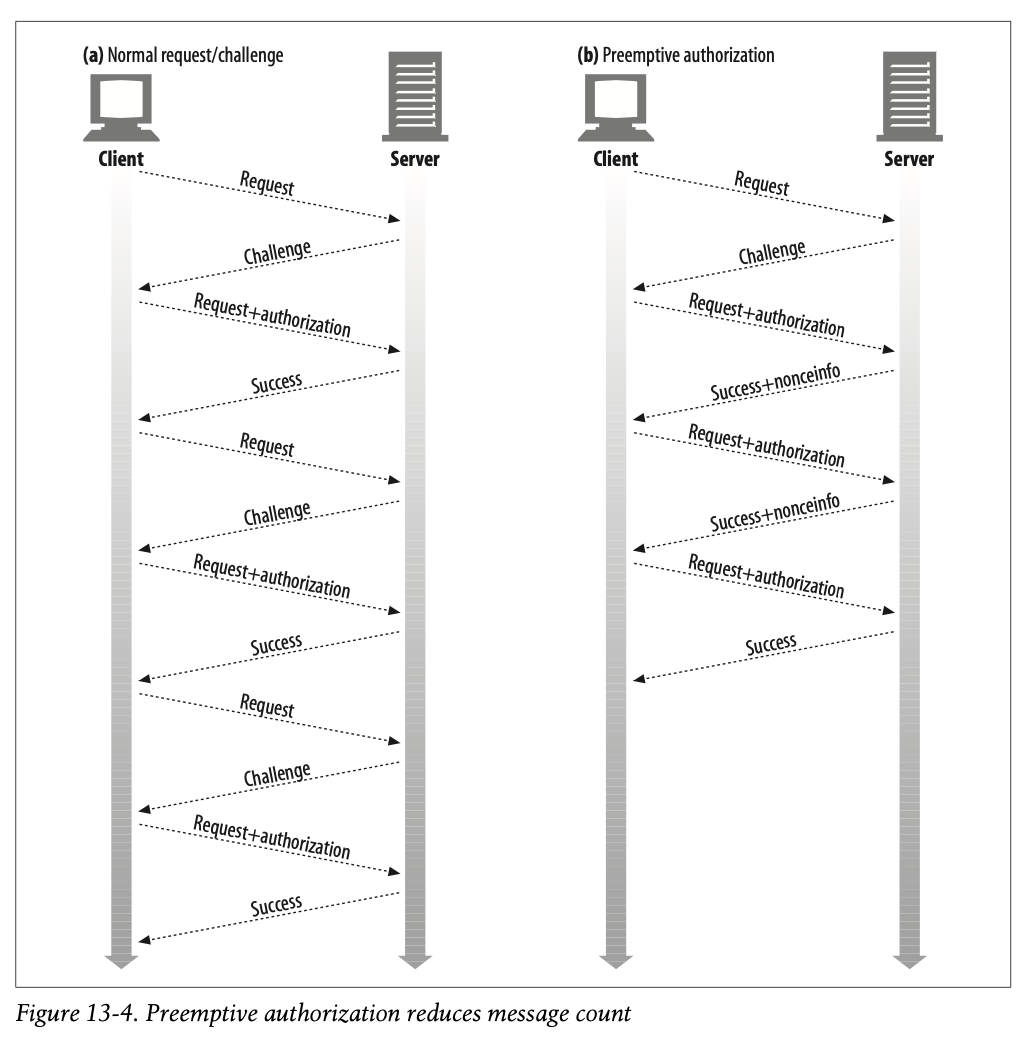 (a) Normal request/challenge
Client
Server
Request
Challenge
Request+authorization
Success
Request
Challenge
Request+authorization
Success
Request
Challenge
Request+authorization
Success
(b) Preemptive authorization
Client
Server
Request
Challenge
Request+authorization
Success+nonceinfo
Request+authorization
Success+nonceinfo
Request+authorization
Success
Figure 13-4. Preemptive authorization reduces message count